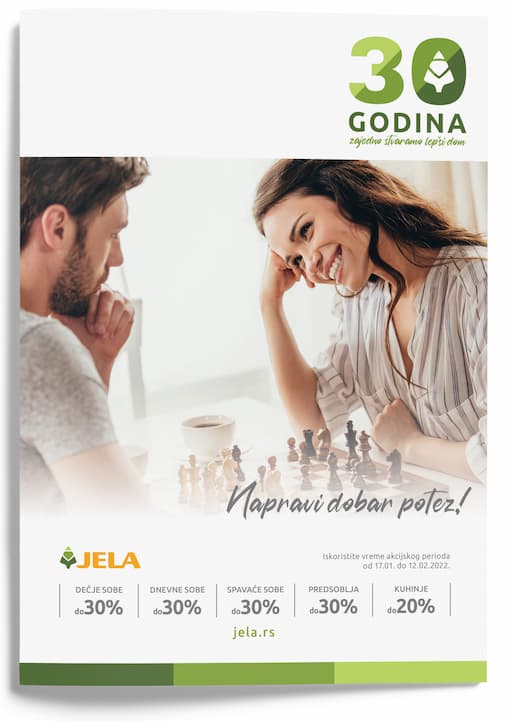 30
GODINA
zajedno stvaramo lepši dom
Napravi dobar potez!
JELA
Iskoristite vreme akcijskog perioda
od 17.01. do 12.02.2022.
DEČJE SOBE
do30%
DNEVNE SOBE
do30%
SPAVAĆE SOBE
do30%
PREDSOBLJA
do30%
KUHINJE
do20%
jela.rs